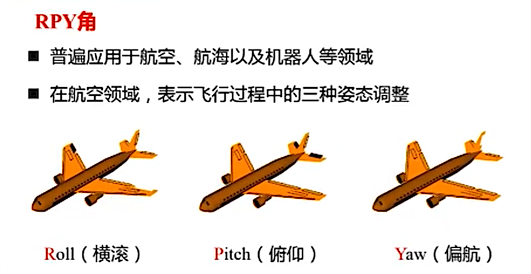 RPY角
■ 普遍应用于航空、航海以及机器人等领域
■ 在航空领域，表示飞行过程中的三种姿态调整
Roll（横滚） Pitch（俯仰） Yaw（偏航）